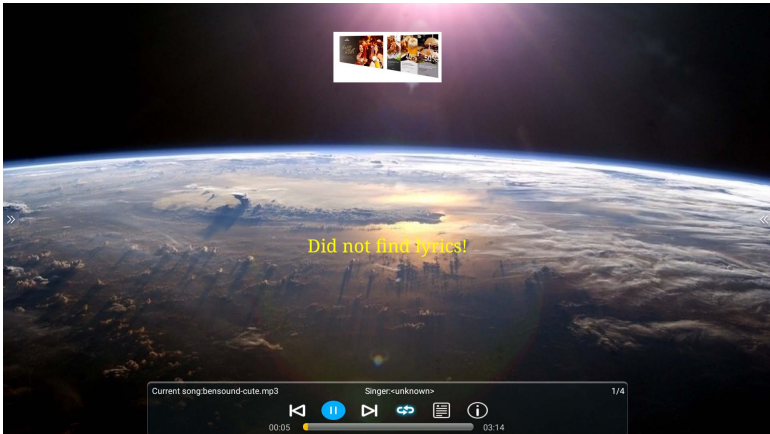 Did not find lyrics!
Current song:bensound-cute.mp3 Singer:<unknown> 1/4
00:05 03:14